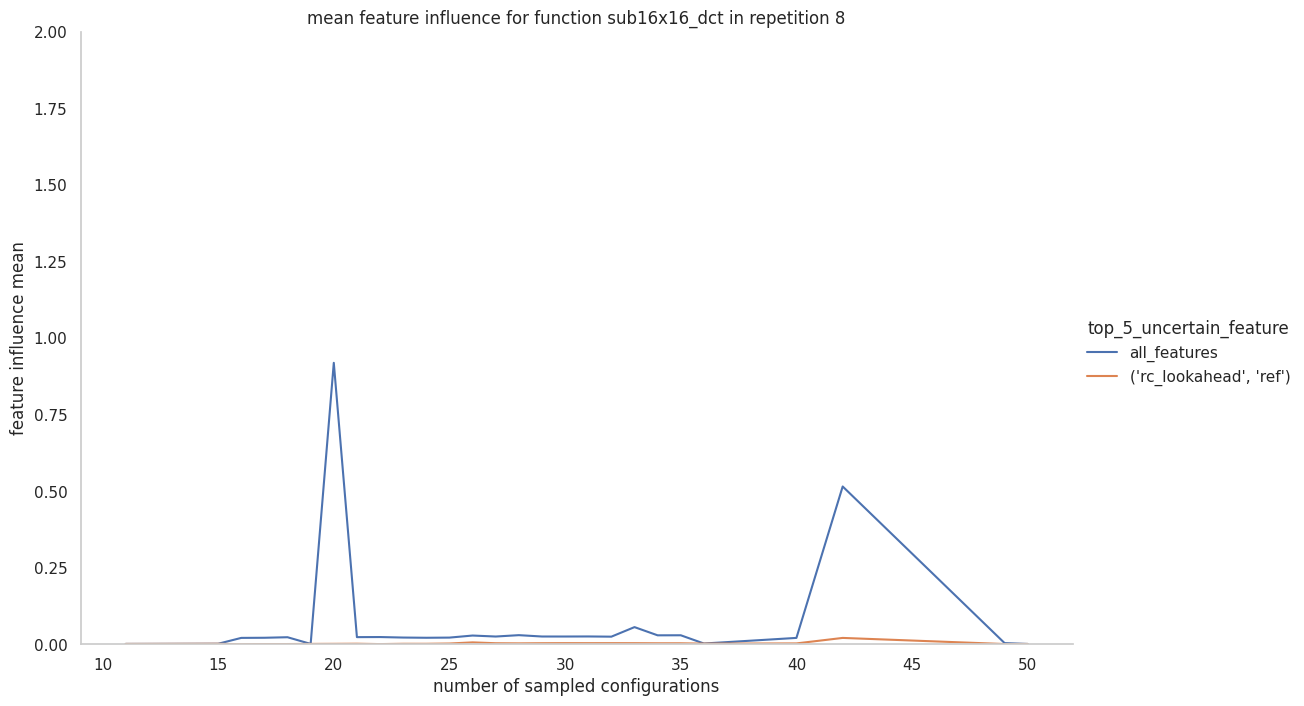 mean feature influence for function sub16x16_dct in repetition 8
2.00
1.75
1.50
1.25
1.00
0.75
0.50
0.25
0.00
feature influence mean
10 15 20 25 30 35 40 45 50
number of sampled configurations
top_5_uncertain_feature
all_features
('rc_lookahead', 'ref')